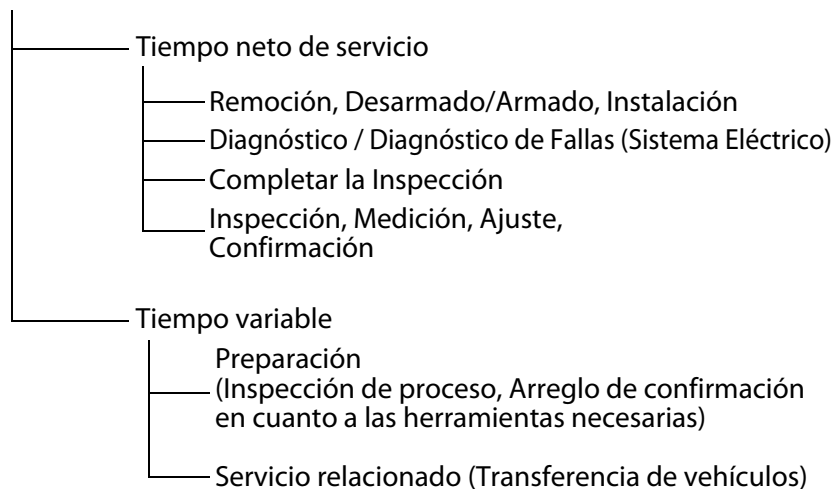 Tiempo neto de servicio
Remoción, Desarmado/Armado, Instalación
Diagnóstico / Diagnóstico de Fallas (Sistema Eléctrico)
Completar la Inspección
Inspección, Medición, Ajuste,
Confirmación
Tiempo variable
Preparación
(Inspección de proceso, Arreglo de confirmación
en cuanto a las herramientas necesarias)
Servicio relacionado (Transferencia de vehículos)